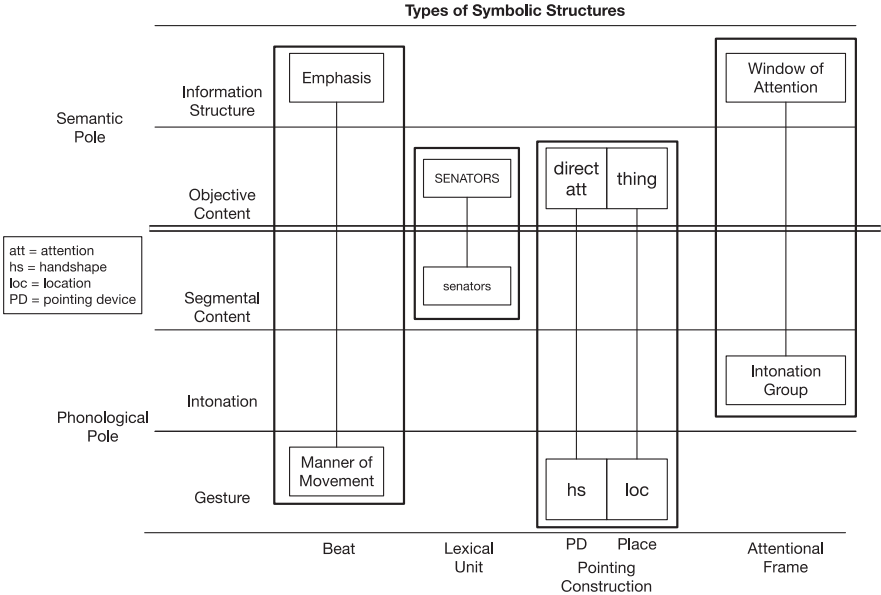 Types of Symbolic Structures
Emphasis
Window of
Attention
Information
Structure
Semantic
Pole
SENATORS
direct
att
thing
Objective
Content
att = attention
hs = handshape
loc = location
PD = pointing device
senators
Segmental
Content
Intonation
Group
Intonation
Phonological
Pole
Manner of
Movement
hs
loc
Gesture
Beat
Lexical
Unit
PD
Place
Pointing
Construction
Attentional
Frame